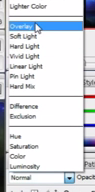 Lighter Color
Overlay
Soft Light
Hard Light
Vivid Light
Linear Light
Pin Light
Hard Mix
Difference
Exclusion
Hue
Saturation
Color
Luminosity
Normal
Opacity